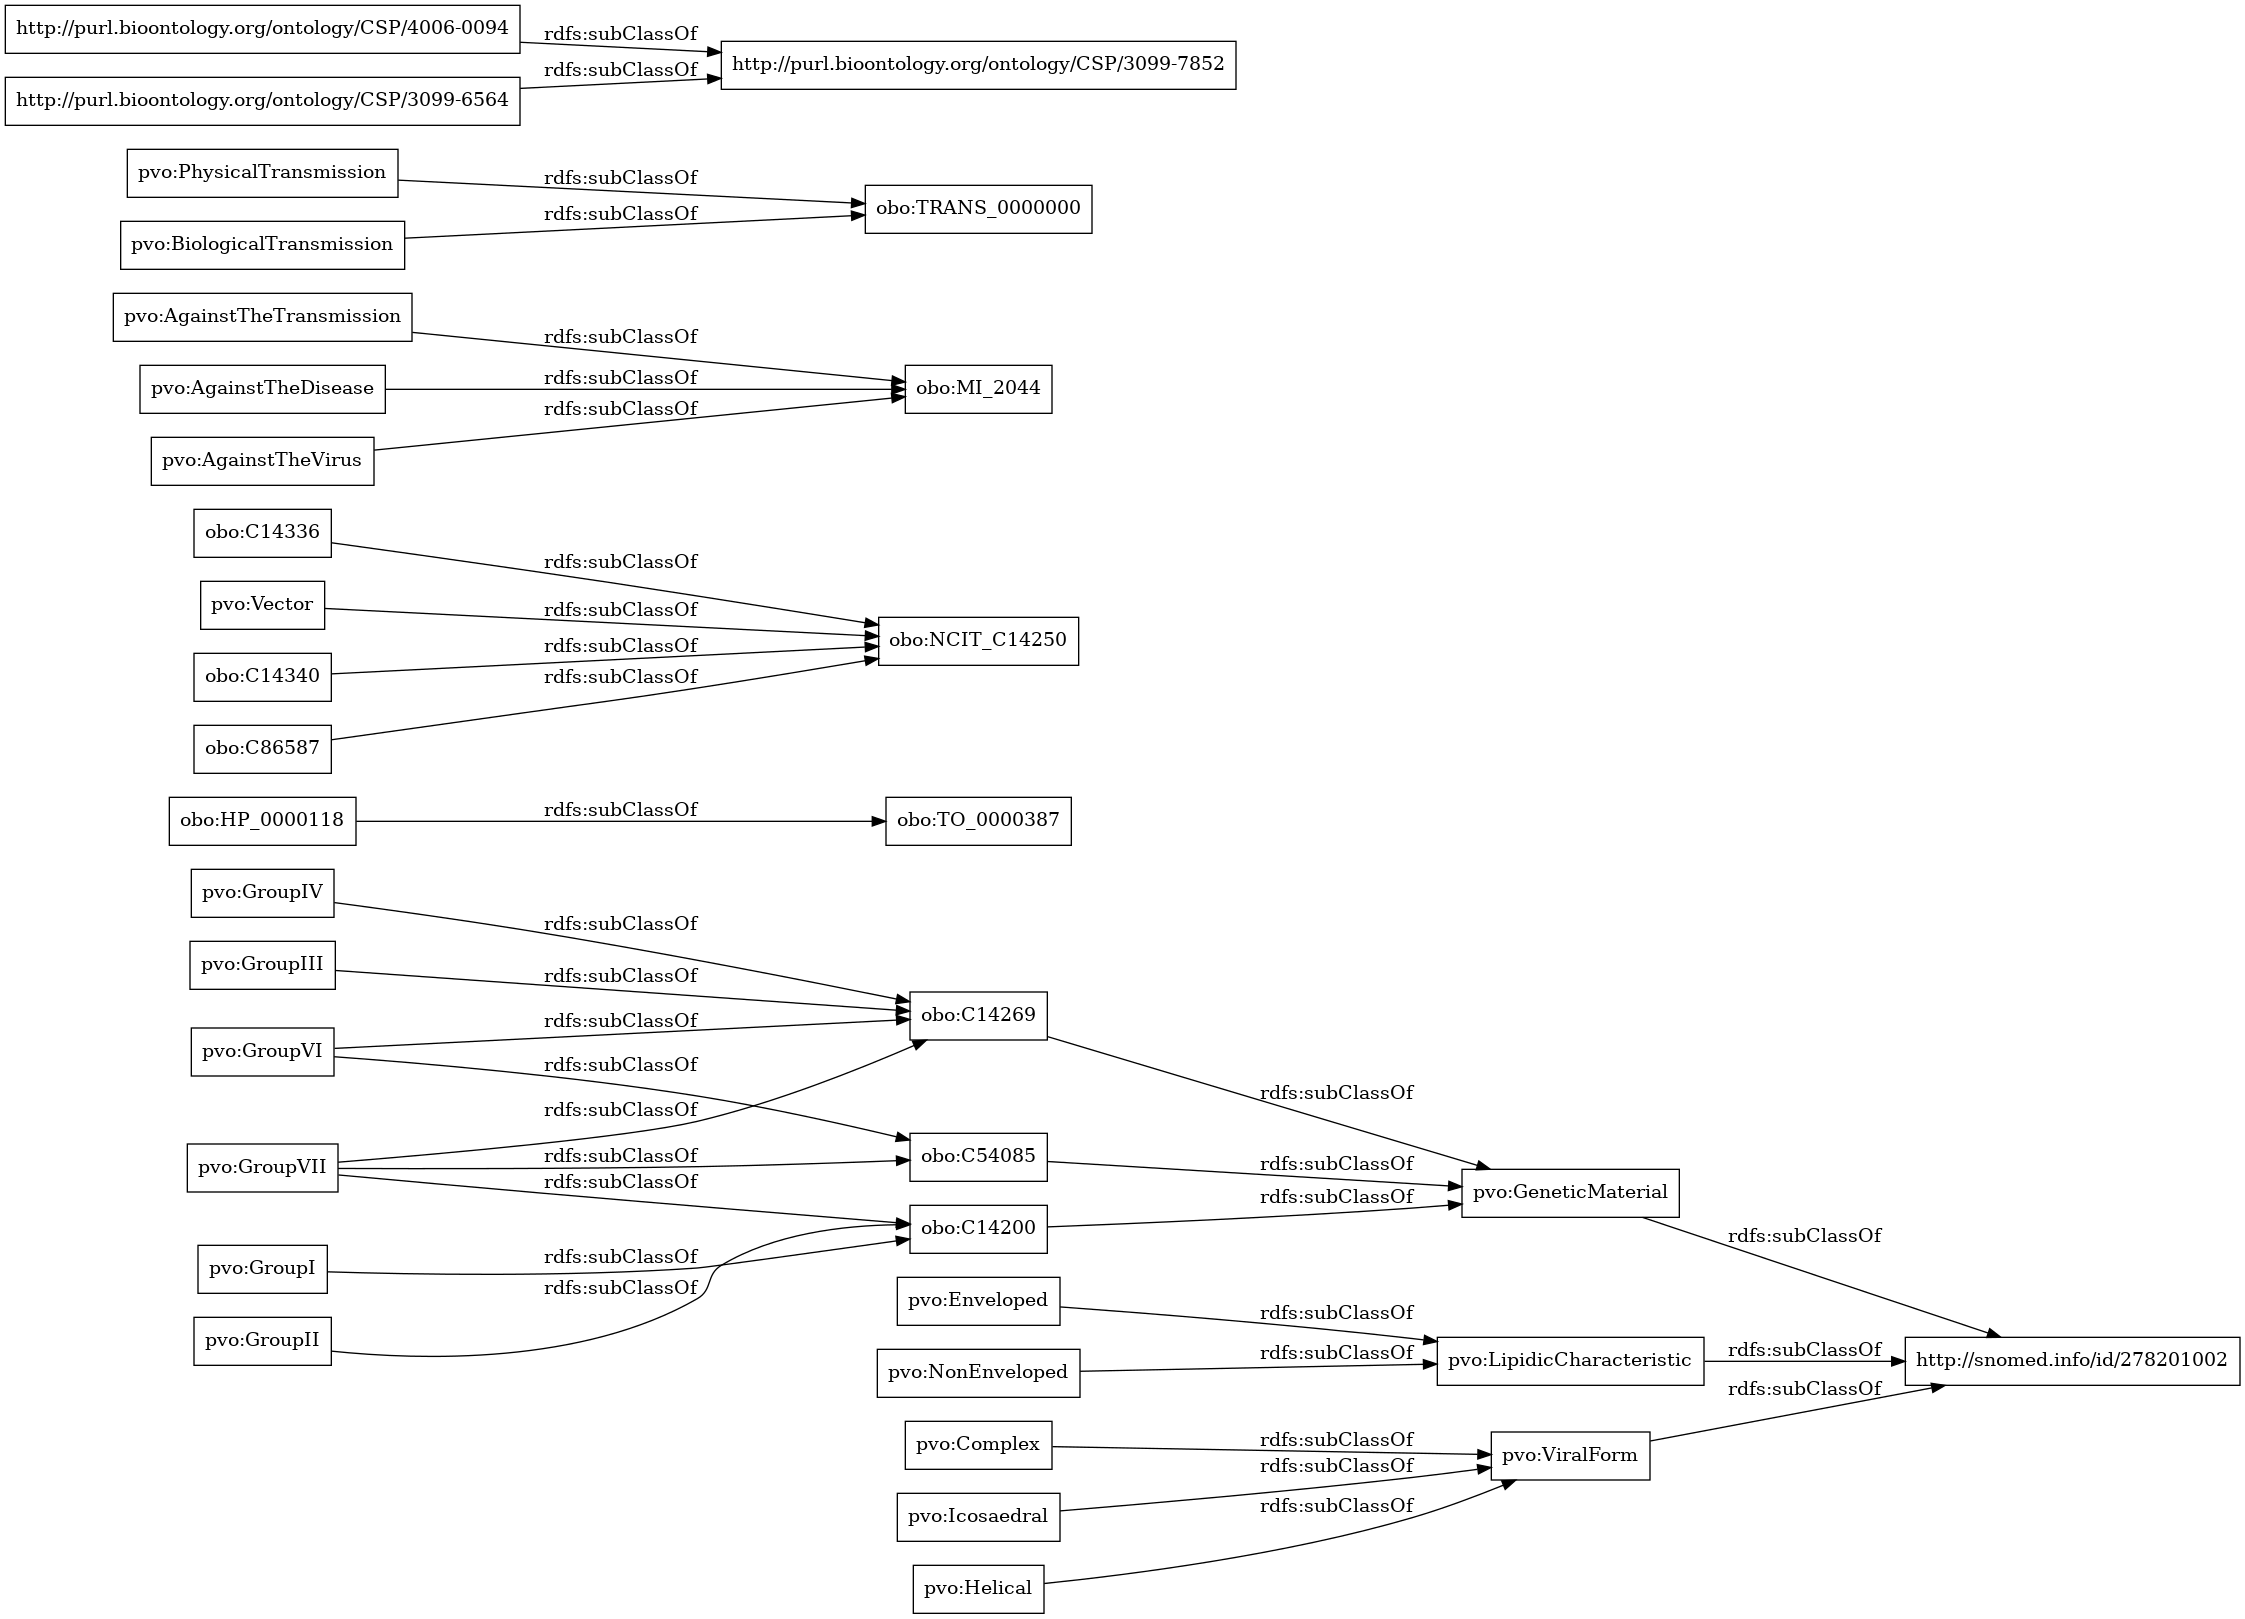 http://purl.bioontology.org/ontology/CSP/4006-0094
rdfs:subClassOf
http://purl.bioontology.org/ontology/CSP/3099-7852
rdfs:subClassOf
http://purl.bioontology.org/ontology/CSP/3099-6564
pvo:PhysicalTransmission
rdfs:subClassOf
obo:TRANS_0000000
rdfs:subClassOf
pvo:BiologicalTransmission
pvo:AgainstTheTransmission
rdfs:subClassOf
pvo:AgainstTheDisease
rdfs:subClassOf
obo:MI_2044
rdfs:subClassOf
pvo:AgainstTheVirus
obo:C14336
rdfs:subClassOf
pvo:Vector
rdfs:subClassOf
obo:NCIT_C14250
rdfs:subClassOf
obo:C14340
rdfs:subClassOf
obo:C86587
obo:HP_0000118
rdfs:subClassOf
obo:TO_0000387
pvo:GroupIV
rdfs:subClassOf
pvo:GroupIII
rdfs:subClassOf
obo:C14269
rdfs:subClassOf
pvo:GroupVI
rdfs:subClassOf
rdfs:subClassOf
rdfs:subClassOf
pvo:GroupVII
rdfs:subClassOf
obo:C54085
rdfs:subClassOf
rdfs:subClassOf
pvo:GeneticMaterial
rdfs:subClassOf
obo:C14200
rdfs:subClassOf
pvo:GroupI
rdfs:subClassOf
rdfs:subClassOf
pvo:Enveloped
rdfs:subClassOf
pvo:GroupII
pvo:NonEnveloped
rdfs:subClassOf
pvo:LipidicCharacteristic
rdfs:subClassOf
http://snomed.info/id/278201002
rdfs:subClassOf
pvo:Complex
rdfs:subClassOf
pvo:ViralForm
rdfs:subClassOf
pvo:Icosaedral
rdfs:subClassOf
pvo:Helical